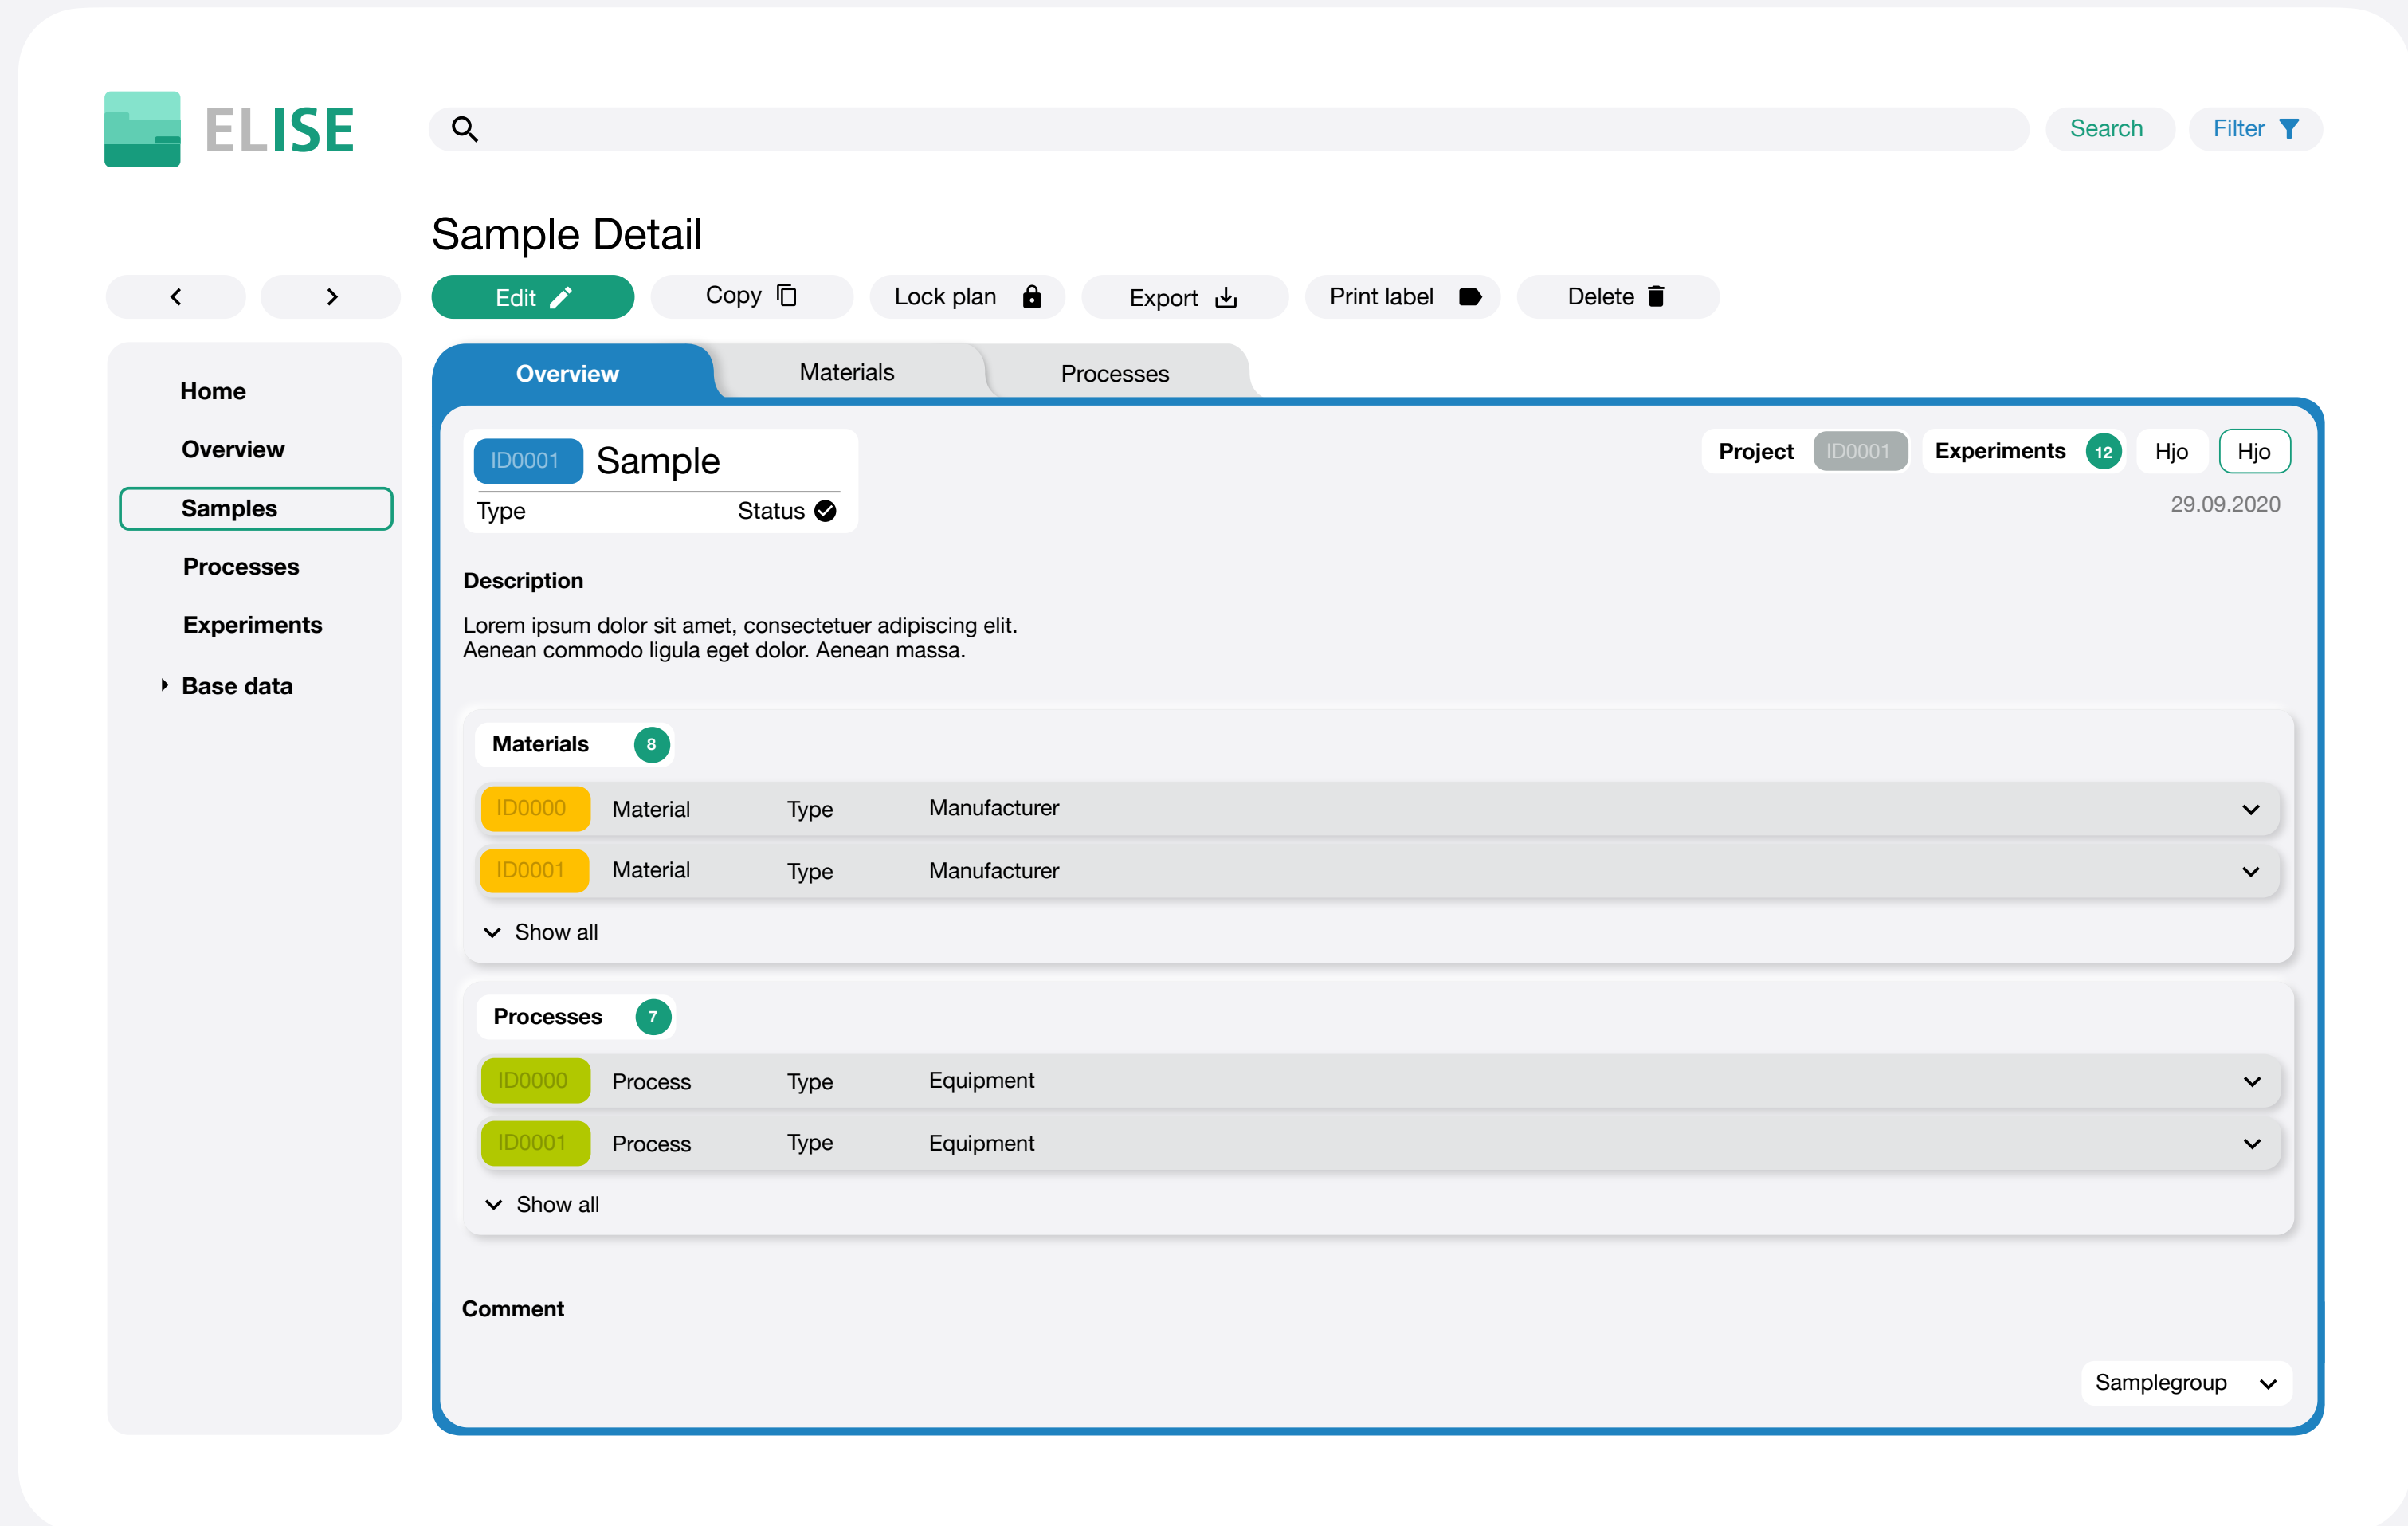 ELISE
Search
Filter
Sample Detail
Edit
Copy
Lock plan
Export
Print label
Delete
Home
Overview
Samples
Processes
Experiments
Base data
Overview
Materials
Processes
ID0001 Sample
Type Status
Project ID0001 Experiments 12 Hjo Hjo
29.09.2020
Description
Lorem ipsum dolor sit amet, consectetuer adipiscing elit.
Aenean commodo ligula eget dolor. Aenean massa.
Materials 8
ID0000 Material Type Manufacturer
ID0001 Material Type Manufacturer
Show all
Processes 7
ID0000 Process Type Equipment
ID0001 Process Type Equipment
Show all
Comment
Samplegroup